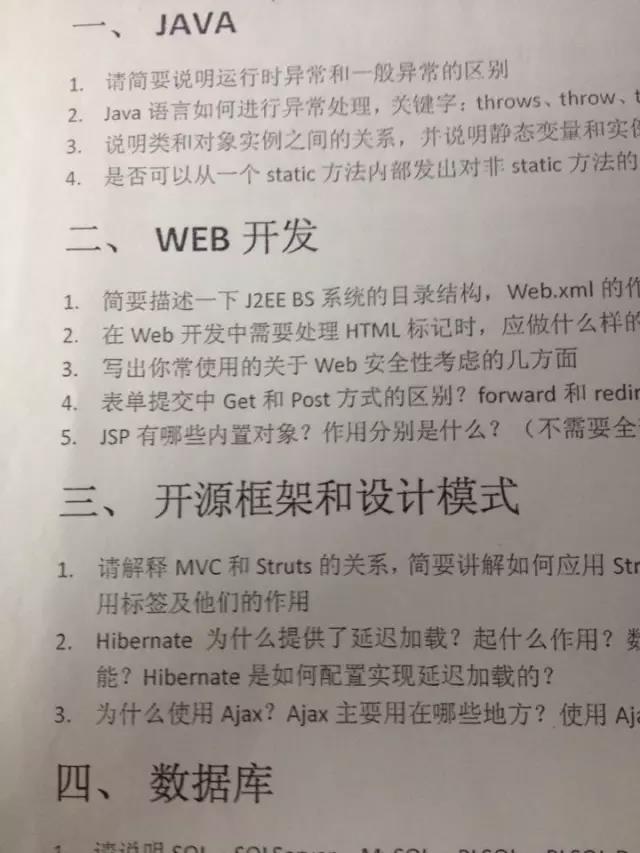 一、 JAVA
1. 请简要说明运行时异常和一般异常的区别
2. Java 语言如何进行异常处理，关键字：throws、throw、t
3. 说明类和对象实例之间的关系，并说明静态变量和实例
4. 是否可以从一个 static 方法内部发出对非 static 方法的
二、 WEB 开发
1. 简要描述一下 J2EE BS 系统的目录结构，Web.xml 的作
2. 在 Web 开发中需要处理 HTML 标记时，应做什么样的
3. 写出你常使用的关于 Web 安全性考虑的几方面
4. 表单提交中 Get 和 Post 方式的区别？forward 和 redir
5. JSP 有哪些内置对象？作用分别是什么？（不需要全
三、 开源框架和设计模式
1. 请解释 MVC 和 Struts 的关系，简要讲解如何应用 Str
用标签及他们的作用
2. Hibernate 为什么提供了延迟加载？起什么作用？数
能？Hibernate 是如何配置实现延迟加载的？
3. 为什么使用 Ajax？Ajax 主要用在哪些地方？使用 Aja
四、 数据库
1. 请说明 SQL、SQLServer、MySQL、PLSQL、PLSQL D